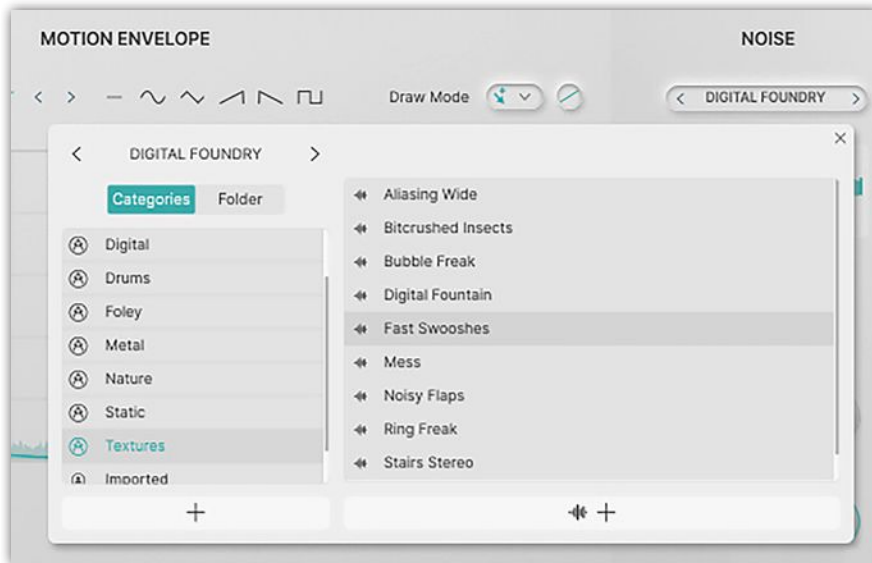 MOTION ENVELOPE
NOISE
Draw Mode
DIGITAL FOUNDRY
DIGITAL FOUNDRY
Categories
Folder
Digital
Drums
Foley
Metal
Nature
Static
Textures
Imported
Aliasing Wide
Bitcrushed Insects
Bubble Freak
Digital Fountain
Fast Swooshes
Mess
Noisy Flaps
Ring Freak
Stairs Stereo